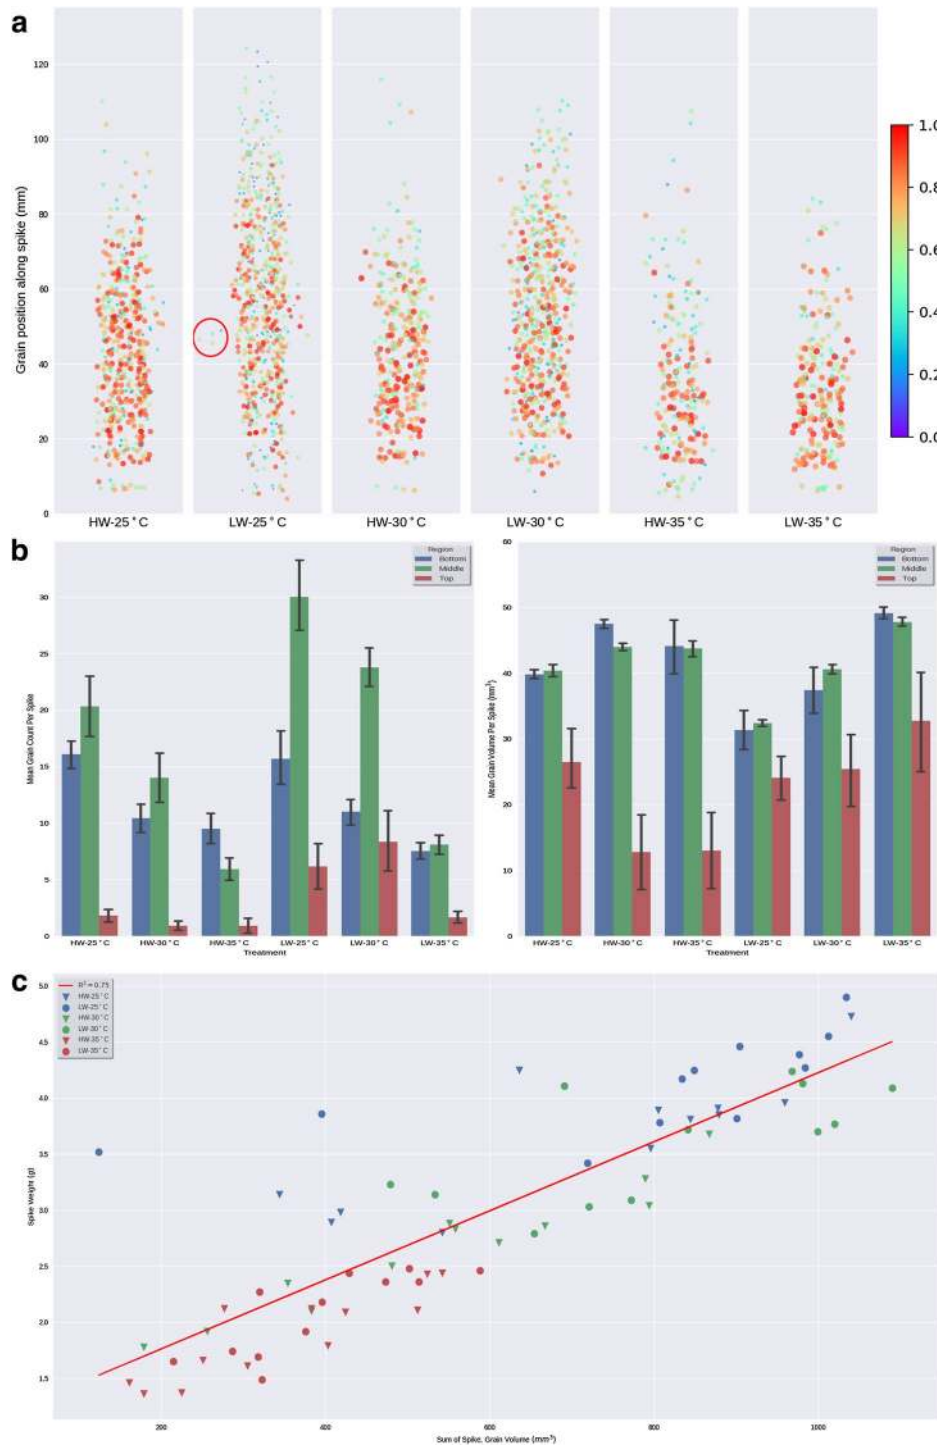 a
120
100
80
60
40
20
0
Grain position along spike (mm)
HW-25°C LW-25°C HW-30°C LW-30°C HW-35°C LW-35°C
1.0
0.8
0.6
0.4
0.2
0.0
b
Region
Bottom
Middle
Top
30
25
20
15
10
5
0
Mean Grain Count Per Spike
HW-25°C HW-30°C HW-35°C LW-25°C LW-30°C LW-35°C
Treatment
Region
Bottom
Middle
Top
60
50
40
30
20
10
0
Mean Grain Volume Per Spike (mm³)
HW-25°C HW-30°C HW-35°C LW-25°C LW-30°C LW-35°C
Treatment
c
R² = 0.75
HW-25°C
LW-25°C
HW-30°C
LW-30°C
HW-35°C
LW-35°C
5.0
4.5
4.0
3.5
3.0
2.5
2.0
1.5
Spike Weight (g)
200 400 600 800 1000
Sum of Spike, Grain Volume (mm³)